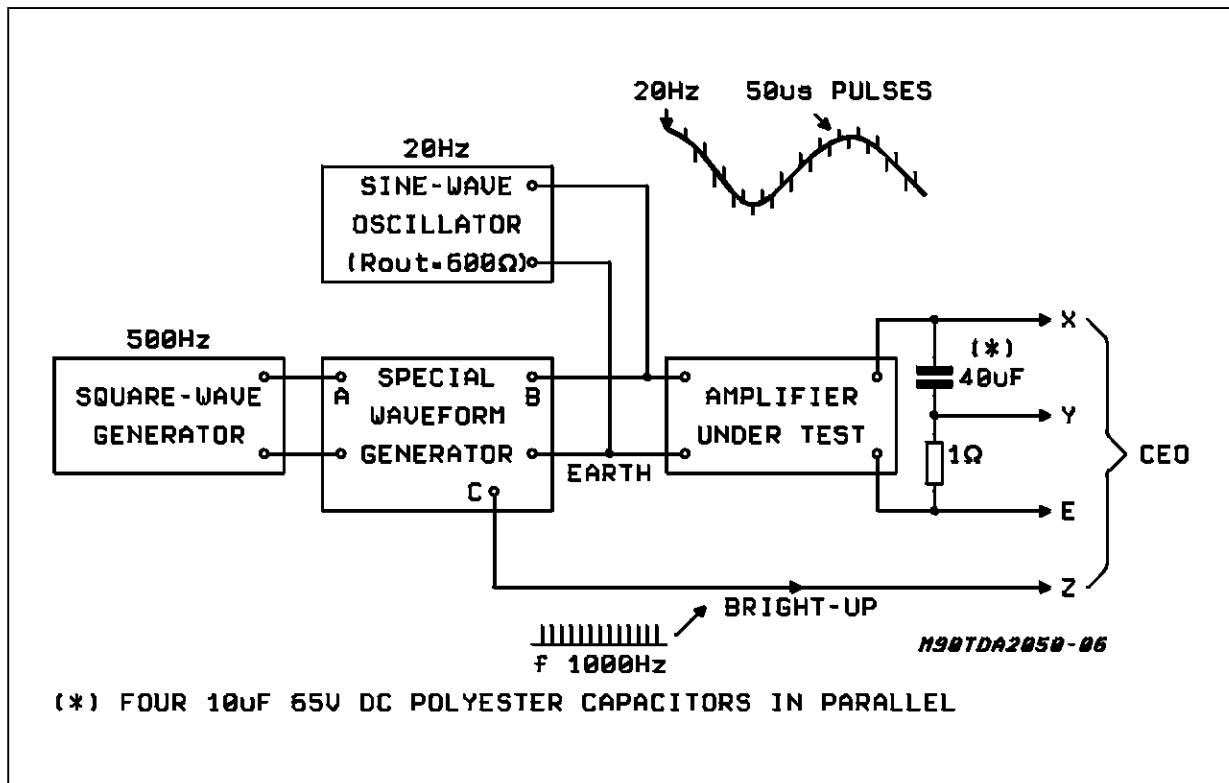 20Hz 50us PULSES
20Hz
SINE-WAVE
OSCILLATOR
(Rout=600Ω)
500Hz
SQUARE-WAVE
GENERATOR
A
SPECIAL
WAVEFORM
GENERATOR
B
C
EARTH
AMPLIFIER
UNDER TEST
X
(*)
40uF
Y
1Ω
CEO
E
Z
BRIGHT-UP
f 1000Hz
M90TDA2050-06
(*) FOUR 10uF 65V DC POLYESTER CAPACITORS IN PARALLEL